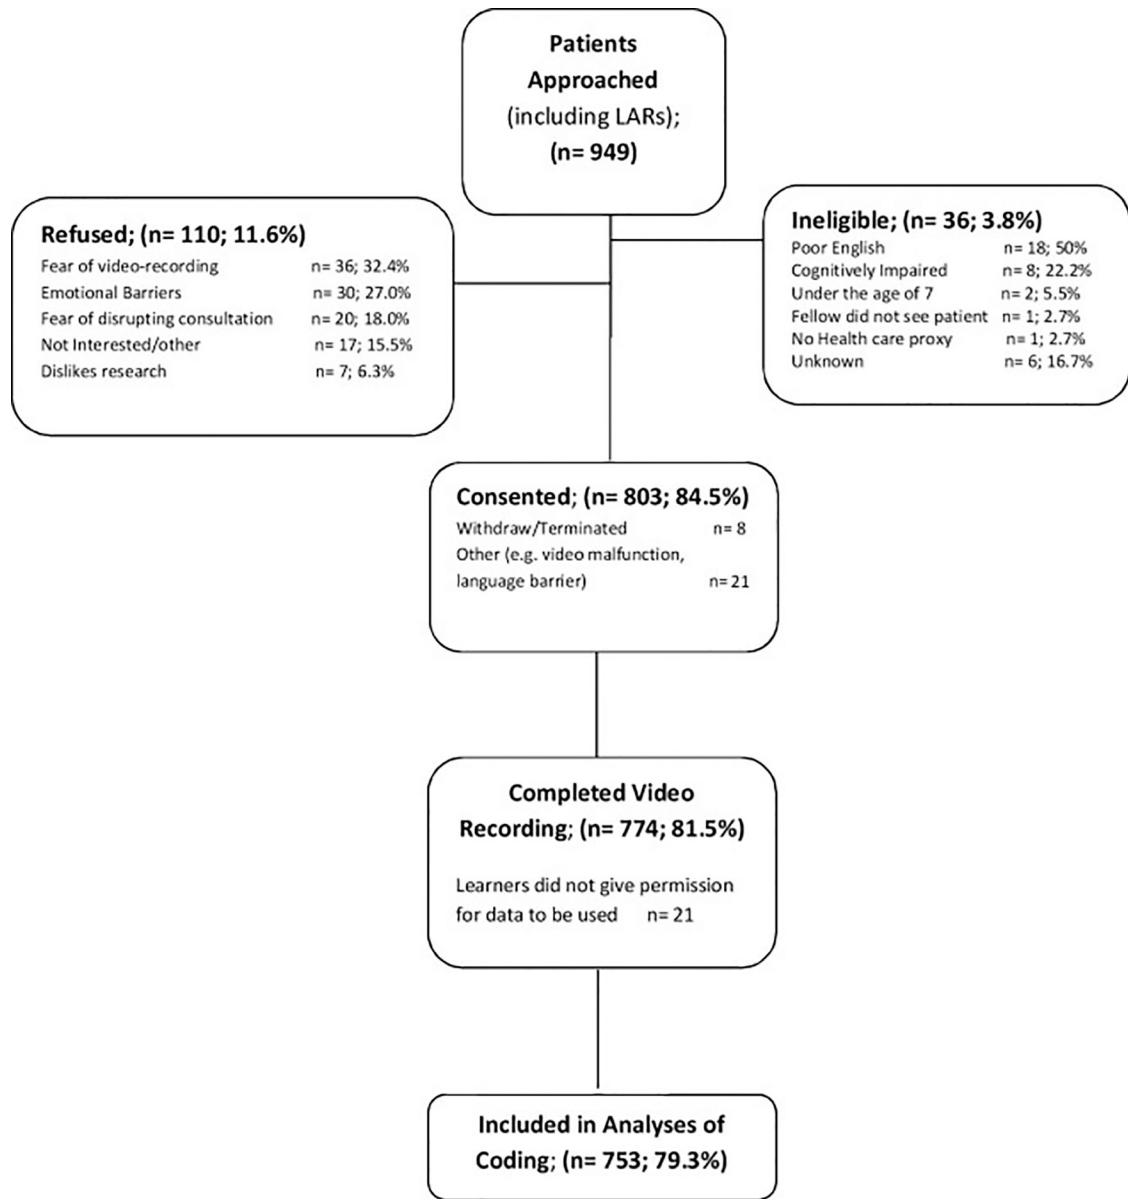 Patients
Approached
(including LARs);
(n= 949)
Refused; (n= 110; 11.6%)
Fear of video-recording n= 36; 32.4%
Emotional Barriers n= 30; 27.0%
Fear of disrupting consultation n= 20; 18.0%
Not Interested/other n= 17; 15.5%
Dislikes research n= 7; 6.3%
Ineligible; (n= 36; 3.8%)
Poor English n= 18; 50%
Cognitively Impaired n= 8; 22.2%
Under the age of 7 n= 2; 5.5%
Fellow did not see patient n= 1; 2.7%
No Health care proxy n= 1; 2.7%
Unknown n= 6; 16.7%
Consented; (n= 803; 84.5%)
Withdraw/Terminated n= 8
Other (e.g. video malfunction,
language barrier) n= 21
Completed Video
Recording; (n= 774; 81.5%)
Learners did not give permission
for data to be used n= 21
Included in Analyses of
Coding; (n= 753; 79.3%)